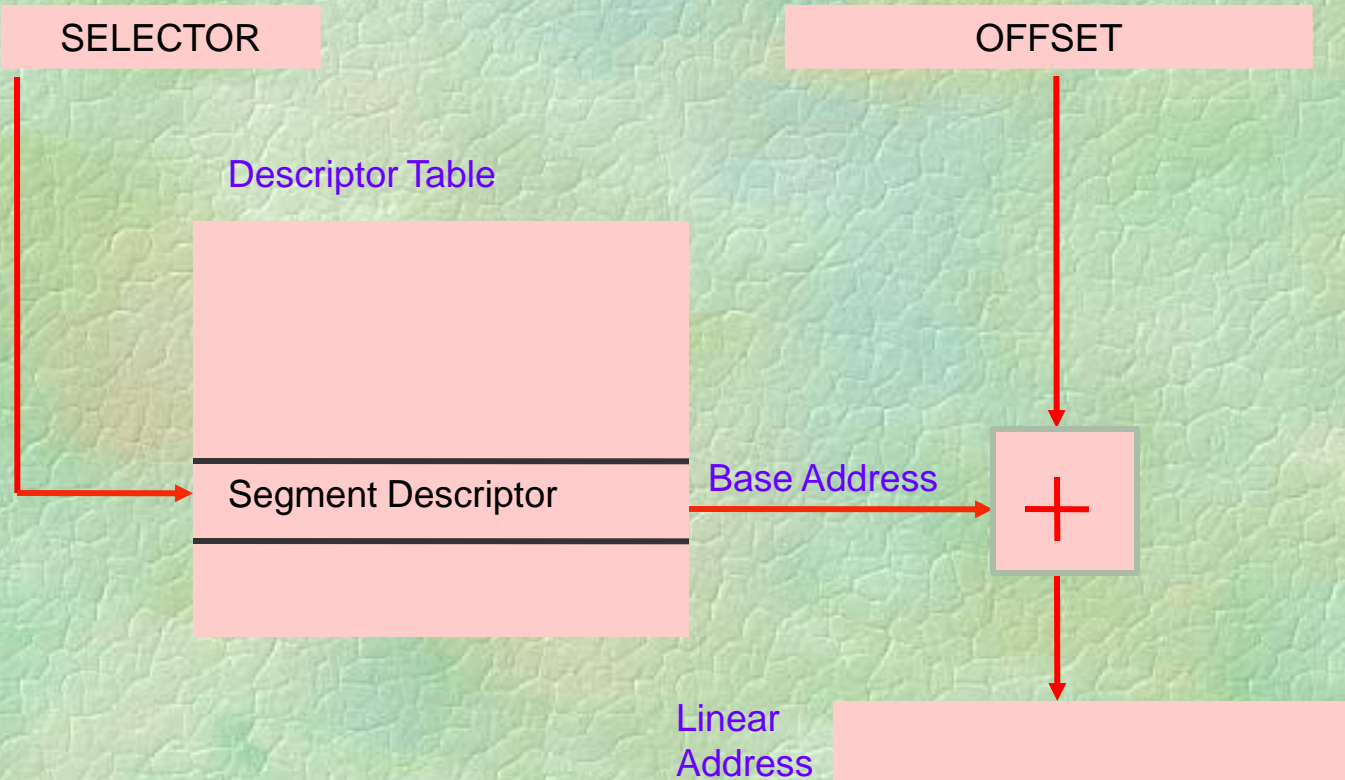 SELECTOR
OFFSET
Descriptor Table
Segment Descriptor
Base Address
+
Linear
Address